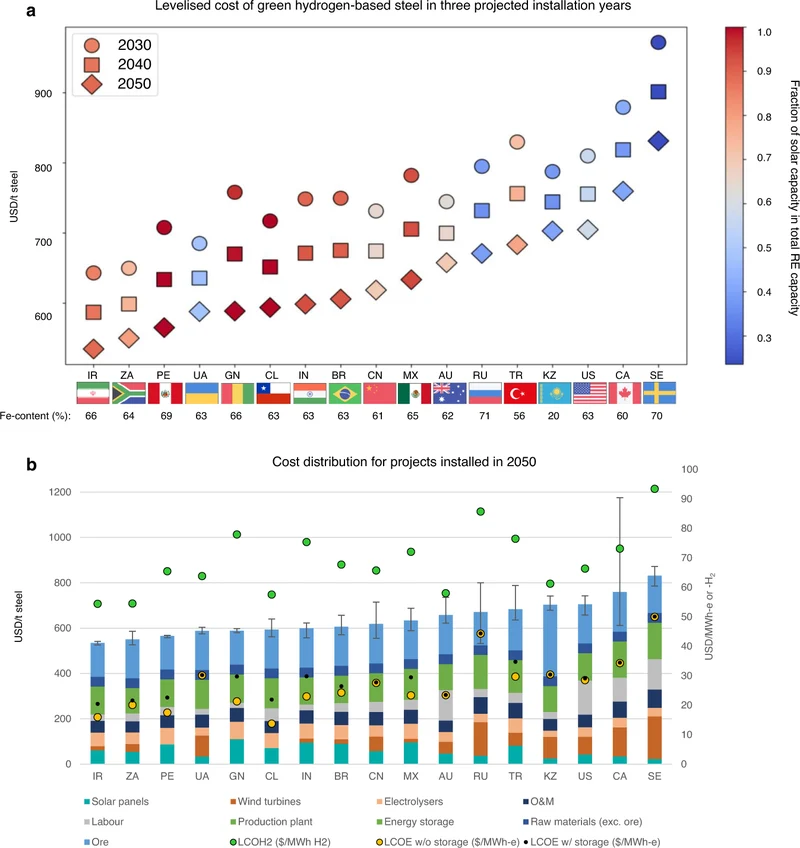 a
Levelised cost of green hydrogen-based steel in three projected installation years
2030
2040
2050
900
800
700
600
USD/t steel
1.0
0.9
0.8
0.7
0.6
0.5
0.4
0.3
Fraction of solar capacity in total RE capacity
IR ZA PE UA GN CL IN BR CN MX AU RU TR KZ US CA SE
Fe-content (%): 66 64 69 63 66 63 63 63 61 65 62 71 56 20 63 60 70
b
Cost distribution for projects installed in 2050
1200
1000
800
600
400
200
0
USD/t steel
100
90
80
70
60
50
40
30
20
10
0
USD/MWh-e or -H2
IR ZA PE UA GN CL IN BR CN MX AU RU TR KZ US CA SE
Solar panels Wind turbines Electrolysers O&M
Labour Production plant Energy storage Raw materials (exc. ore)
Ore LCOH2 ($/MWh H2) LCOE w/o storage ($/MWh-e) LCOE w/ storage ($/MWh-e)